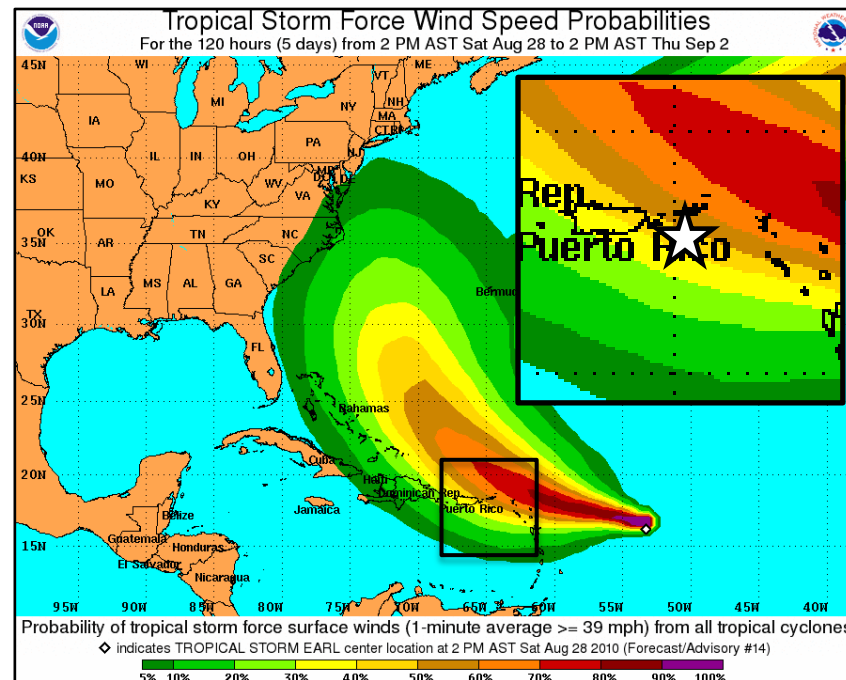 Tropical Storm Force Wind Speed Probabilities
For the 120 hours (5 days) from 2 PM AST Sat Aug 28 to 2 PM AST Thu Sep 2
NOAA
45N
WI
ME
VT
MI
NY
NH
MA
CT RI
IA
PA
NJ
40N
IL
IN
OH
MD
DC
DE
KS
MO
WV
VA
KY
OK
TN
NC
35N
AR
SC
MS
AL
GA
LA
TX
Bermud
30N
FL
25N
Bahamas
Rep
Puerto Rico
20N
Cuba
Haiti
Dominican Rep
Jamaica
Puerto Rico
Belize
15N
Guatemala
Honduras
El Salvador
Nicaragua
95W 90W 85W 80W 75W 70W 65W 60W 55W 50W 45W 40W
Probability of tropical storm force surface winds (1-minute average >= 39 mph) from all tropical cyclones
indicates TROPICAL STORM EARL center location at 2 PM AST Sat Aug 28 2010 (Forecast/Advisory #14)
5% 10% 20% 30% 40% 50% 60% 70% 80% 90% 100%